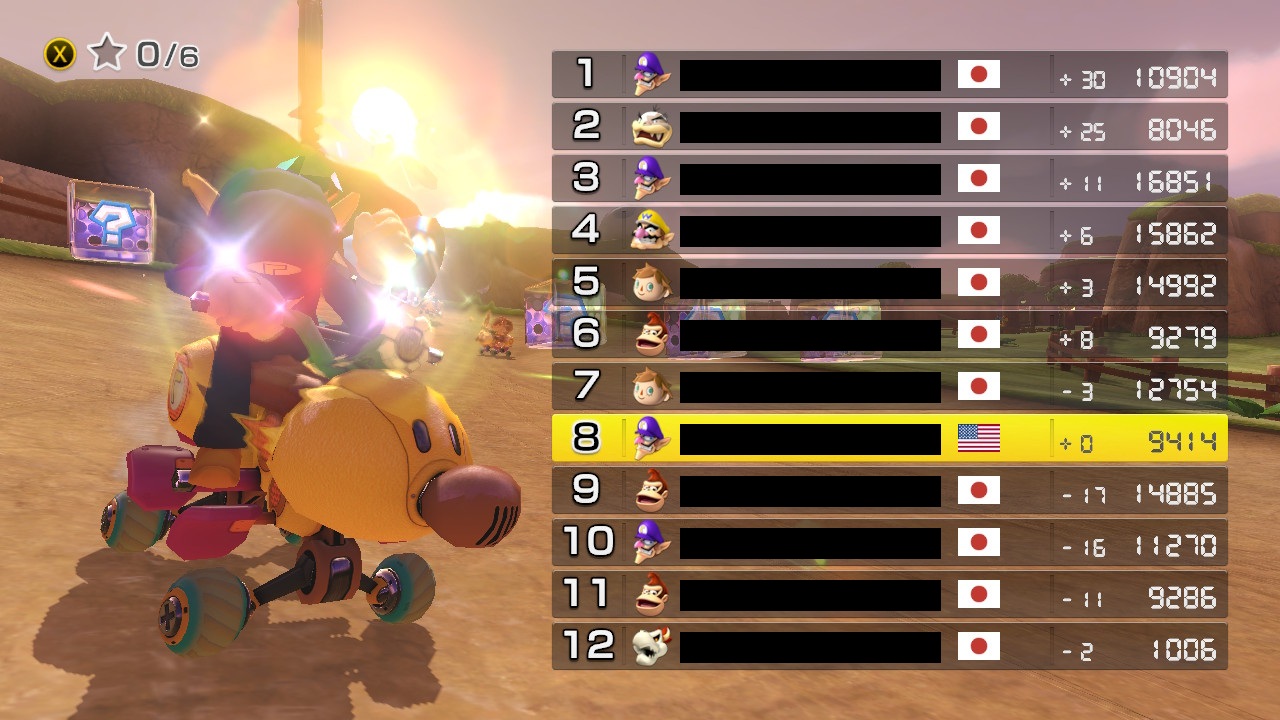 X 0/6
1 + 30 10904
2 + 25 8046
3 + 11 16851
4 + 6 15862
5 + 3 14992
6 + 8 9279
7 - 3 12754
8 + 0 9414
9 - 17 14885
10 - 16 11270
11 - 11 9286
12 - 2 1006